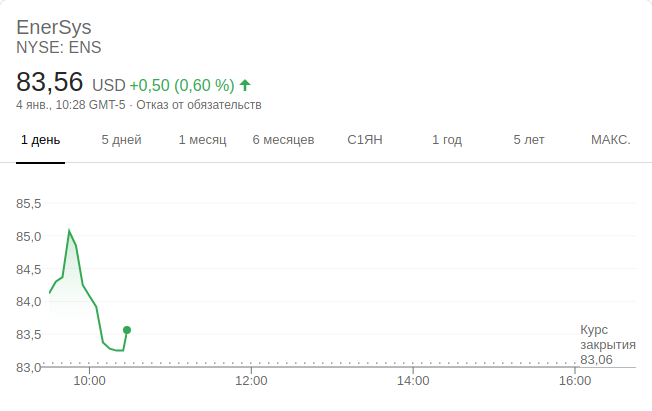 EnerSys
NYSE: ENS
83,56 USD +0,50 (0,60 %)
4 янв., 10:28 GMT-5 · Отказ от обязательств
1 день 5 дней 1 месяц 6 месяцев С1ЯН 1 год 5 лет МАКС.
85,5
85,0
84,5
84,0
83,5
83,0
Курс
закрытия
83,06
10:00 12:00 14:00 16:00